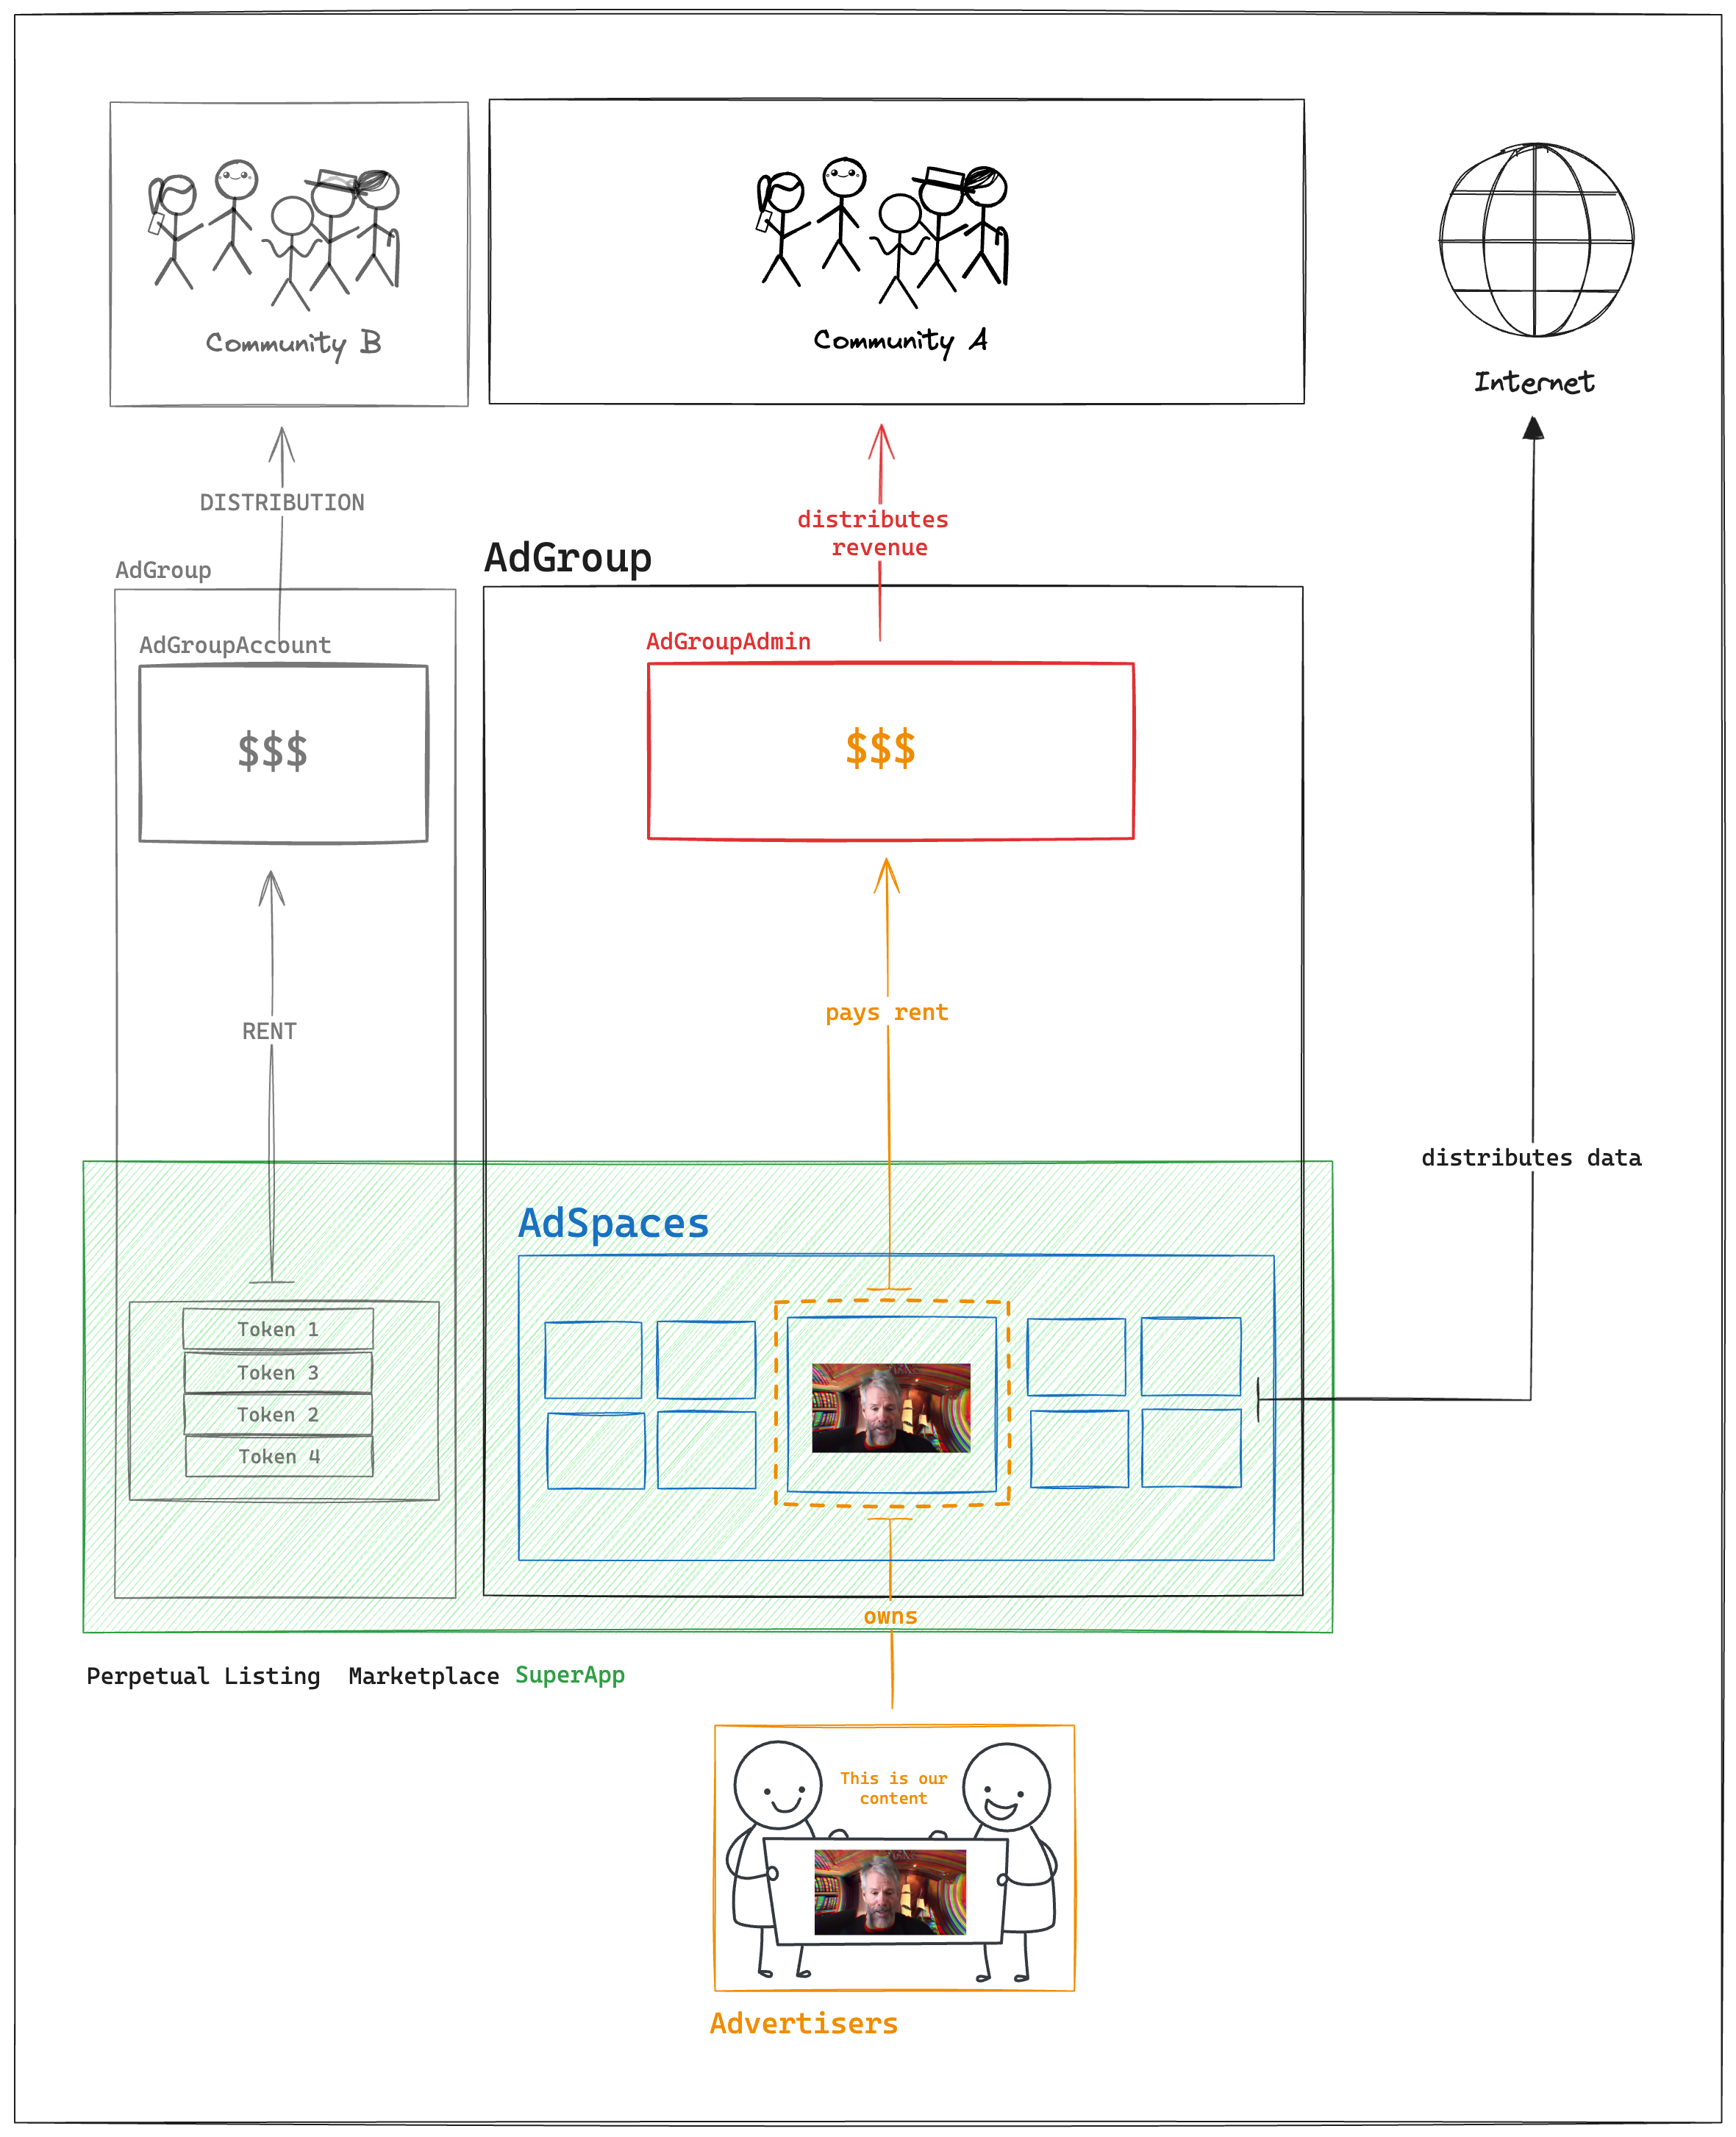 Community B
Community A
Internet
DISTRIBUTION
distributes
revenue
AdGroup
AdGroup
AdGroupAccount
AdGroupAdmin
$$$
$$$
RENT
pays rent
distributes data
AdSpaces
Token 1
Token 3
Token 2
Token 4
owns
Perpetual Listing Marketplace SuperApp
This is our
content
Advertisers